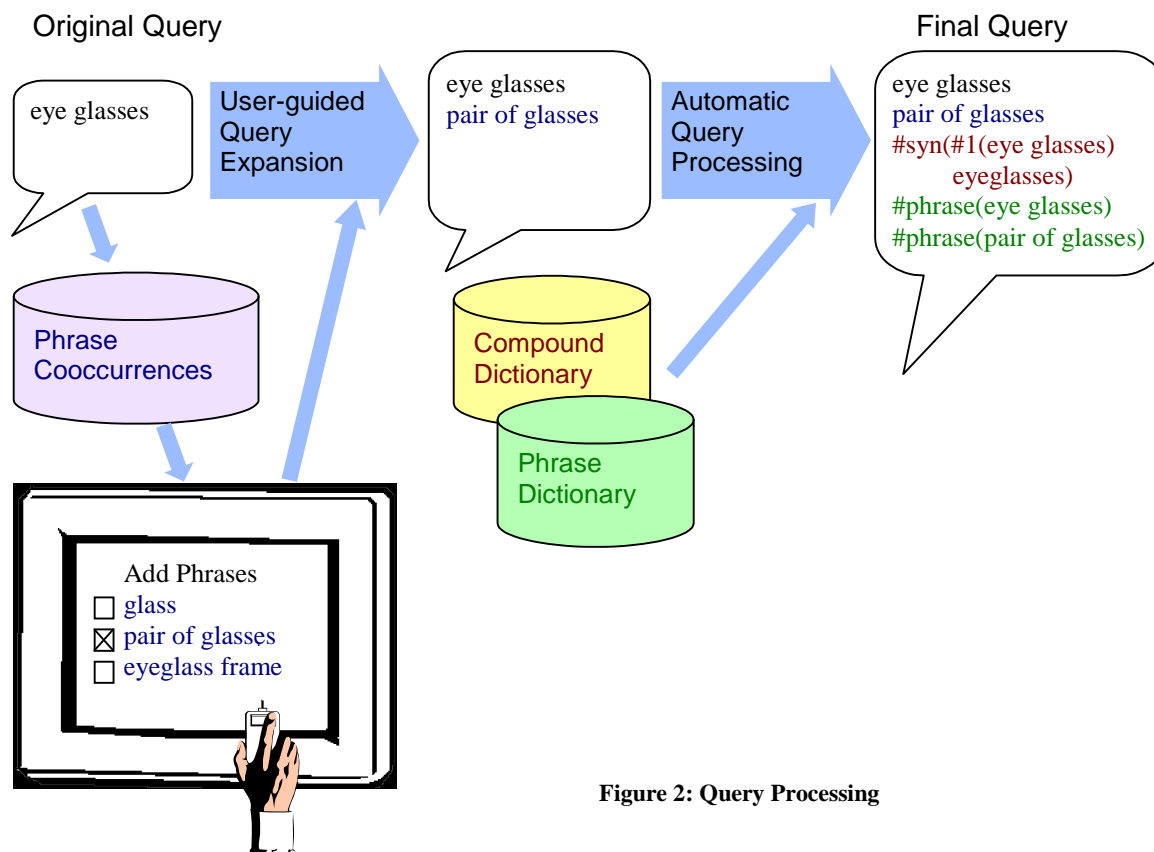 Original Query
Final Query
eye glasses
User-guided
Query
Expansion
eye glasses
pair of glasses
Automatic
Query
Processing
eye glasses
pair of glasses
#syn(#1(eye glasses)
eyeglasses)
#phrase(eye glasses)
#phrase(pair of glasses)
Phrase
Cooccurrences
Compound
Dictionary
Phrase
Dictionary
Add Phrases
glass
pair of glasses
eyeglass frame
Figure 2: Query Processing